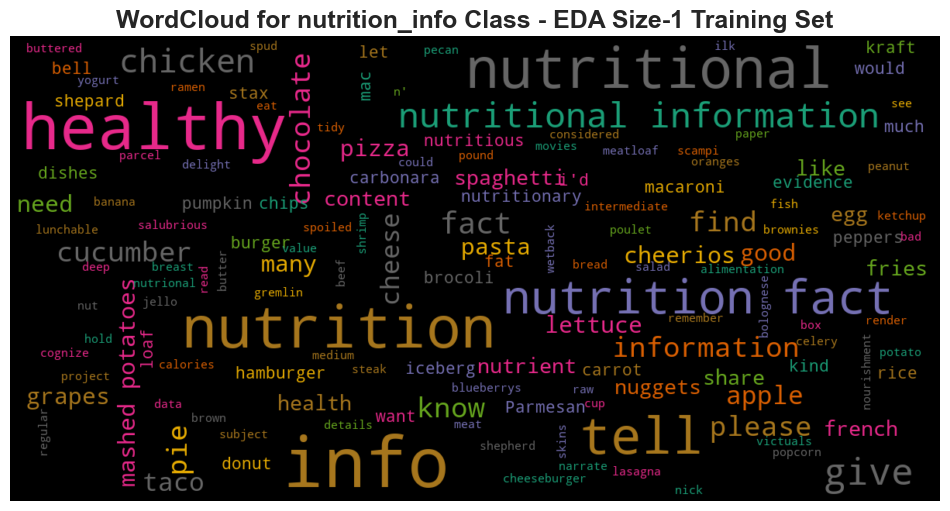 WordCloud for nutrition_info Class - EDA Size-1 Training Set
buttered
spud
pecan
ilk
kraft
let
chicken
nutritional
bell
would
yogurt
ramen
mac
n'
stax
shepard
eat
chocolate
nutritional information
see
healthy
tidy
considered
paper
much
nutritious
movies
pizza
parcel
delight
could
pound
meatloaf
scampi
oranges
peanut
like
dishes
carbonara
spaghetti
i'd
macaroni
evidence
content
nutritionary
need
banana
pumpkin
chips
intermediate
fish
egg
ketchup
lunchable
salubrious
spoiled
shrimp
cheese
fact
find
poulet
brownies
peppers
bad
cucumber
burger
value
many
pasta
fat
wetback
cheerios
good
deep
breast
read
butter
beef
brocoli
bread
salad
alimentation
fries
nutrional
gremlin
nut
jello
nutrition
nutrition fact
bolognese
hold
mashed potatoes
loaf
lettuce
remember
box
render
cognize
medium
information
celery
nourishment
potato
calories
steak
iceberg
nutrient
carrot
kind
project
hamburger
share
rice
grapes
blueberrys
raw
nuggets
apple
data
health
want
know
Parmesan
cup
regular
brown
details
meat
tell
please
french
pie
subject
info
shepherd
skins
victuals
popcorn
donut
narrate
lasagna
give
taco
cheeseburger
nick